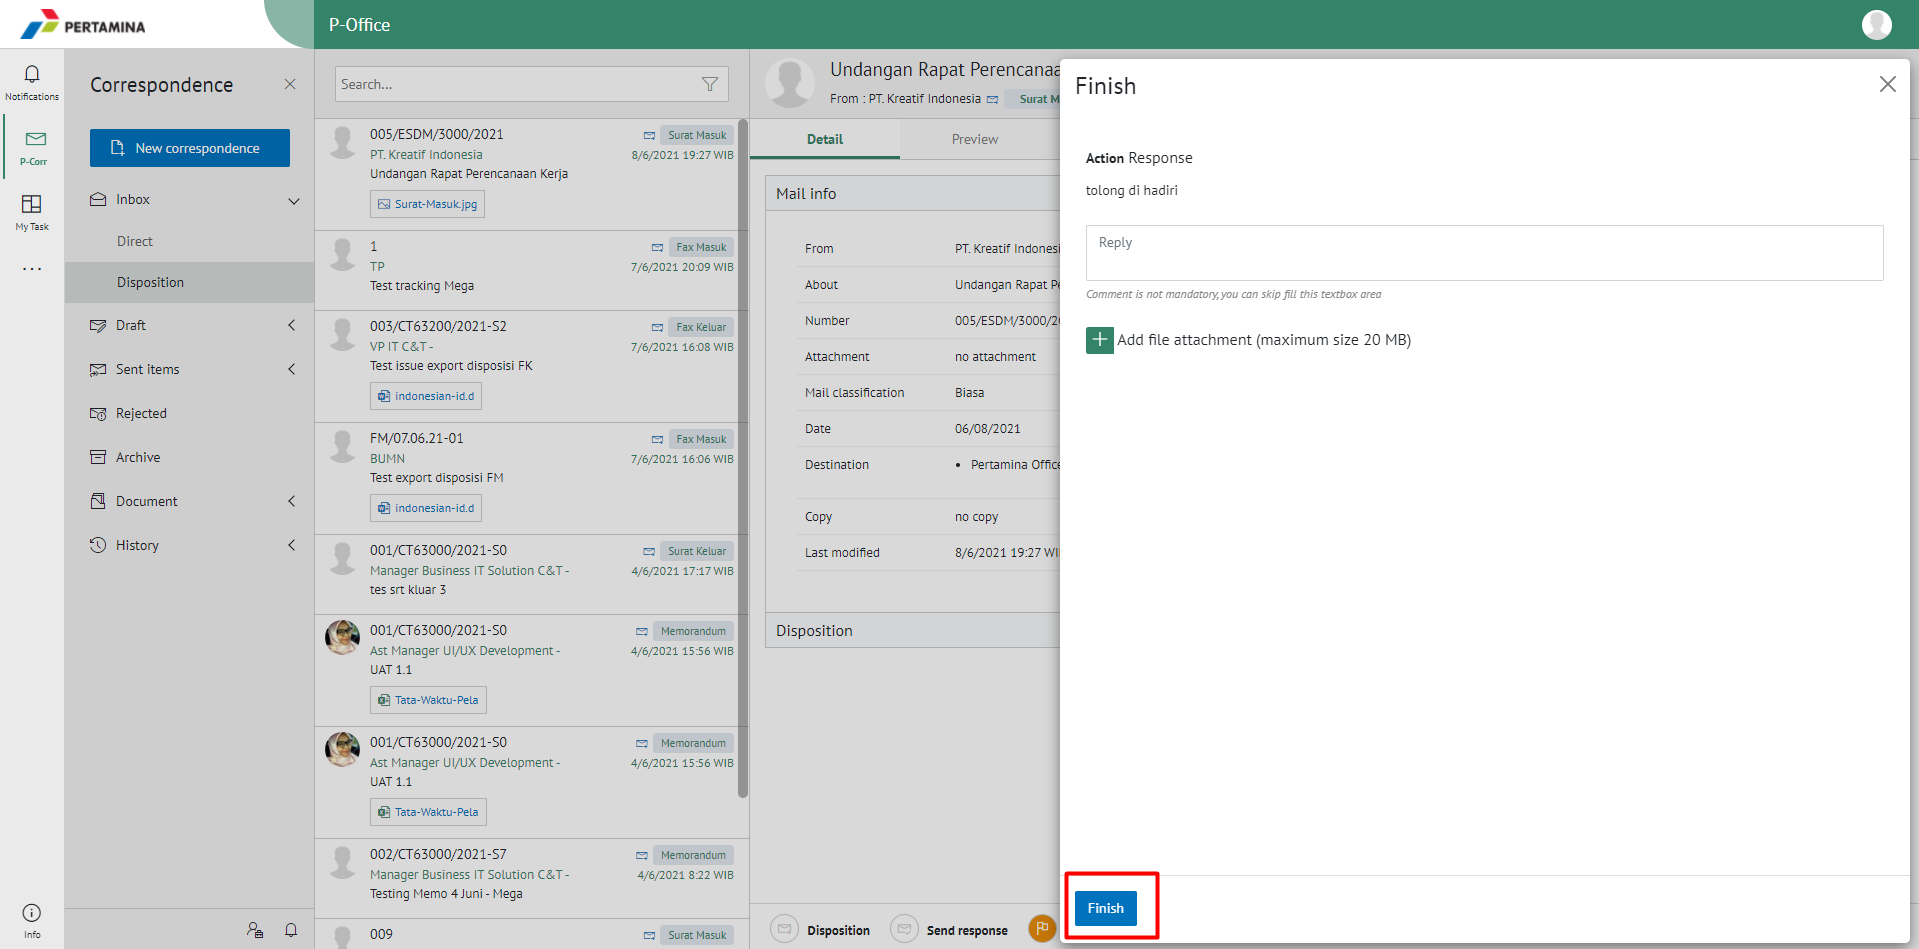 PERTAMINA
P-Office
Notifications
P-Corr
My Task
Info
Correspondence
New correspondence
Inbox
Direct
Disposition
Draft
Sent items
Rejected
Archive
Document
History
Search...
005/ESDM/3000/2021
Surat Masuk
PT. Kreatif Indonesia
8/6/2021 19:27 WIB
Undangan Rapat Perencanaan Kerja
Surat-Masuk.jpg
1
Fax Masuk
TP
7/6/2021 20:09 WIB
Test tracking Mega
003/CT63200/2021-S2
Fax Keluar
VP IT C&T -
7/6/2021 16:08 WIB
Test issue export disposisi FK
indonesian-id.d
FM/07.06.21-01
Fax Masuk
BUMN
7/6/2021 16:06 WIB
Test export disposisi FM
indonesian-id.d
001/CT63000/2021-S0
Surat Keluar
Manager Business IT Solution C&T -
4/6/2021 17:17 WIB
tes srt kluar 3
001/CT63000/2021-S0
Memorandum
Ast Manager UI/UX Development -
4/6/2021 15:56 WIB
UAT 1.1
Tata-Waktu-Pela
001/CT63000/2021-S0
Memorandum
Ast Manager UI/UX Development -
4/6/2021 15:56 WIB
UAT 1.1
Tata-Waktu-Pela
002/CT63000/2021-S7
Memorandum
Manager Business IT Solution C&T -
4/6/2021 8:22 WIB
Testing Memo 4 Juni - Mega
009
Surat Masuk
Undangan Rapat Perencanaa
From : PT. Kreatif Indonesia
Surat M
Detail
Preview
Mail info
From PT. Kreatif Indonesi
About Undangan Rapat Pe
Number 005/ESDM/3000/20
Attachment no attachment
Mail classification Biasa
Date 06/08/2021
Destination • Pertamina Office
Copy no copy
Last modified 8/6/2021 19:27 WI
Disposition
Disposition
Send response
Finish
Action Response
tolong di hadiri
Reply
Comment is not mandatory, you can skip fill this textbox area
Add file attachment (maximum size 20 MB)
Finish